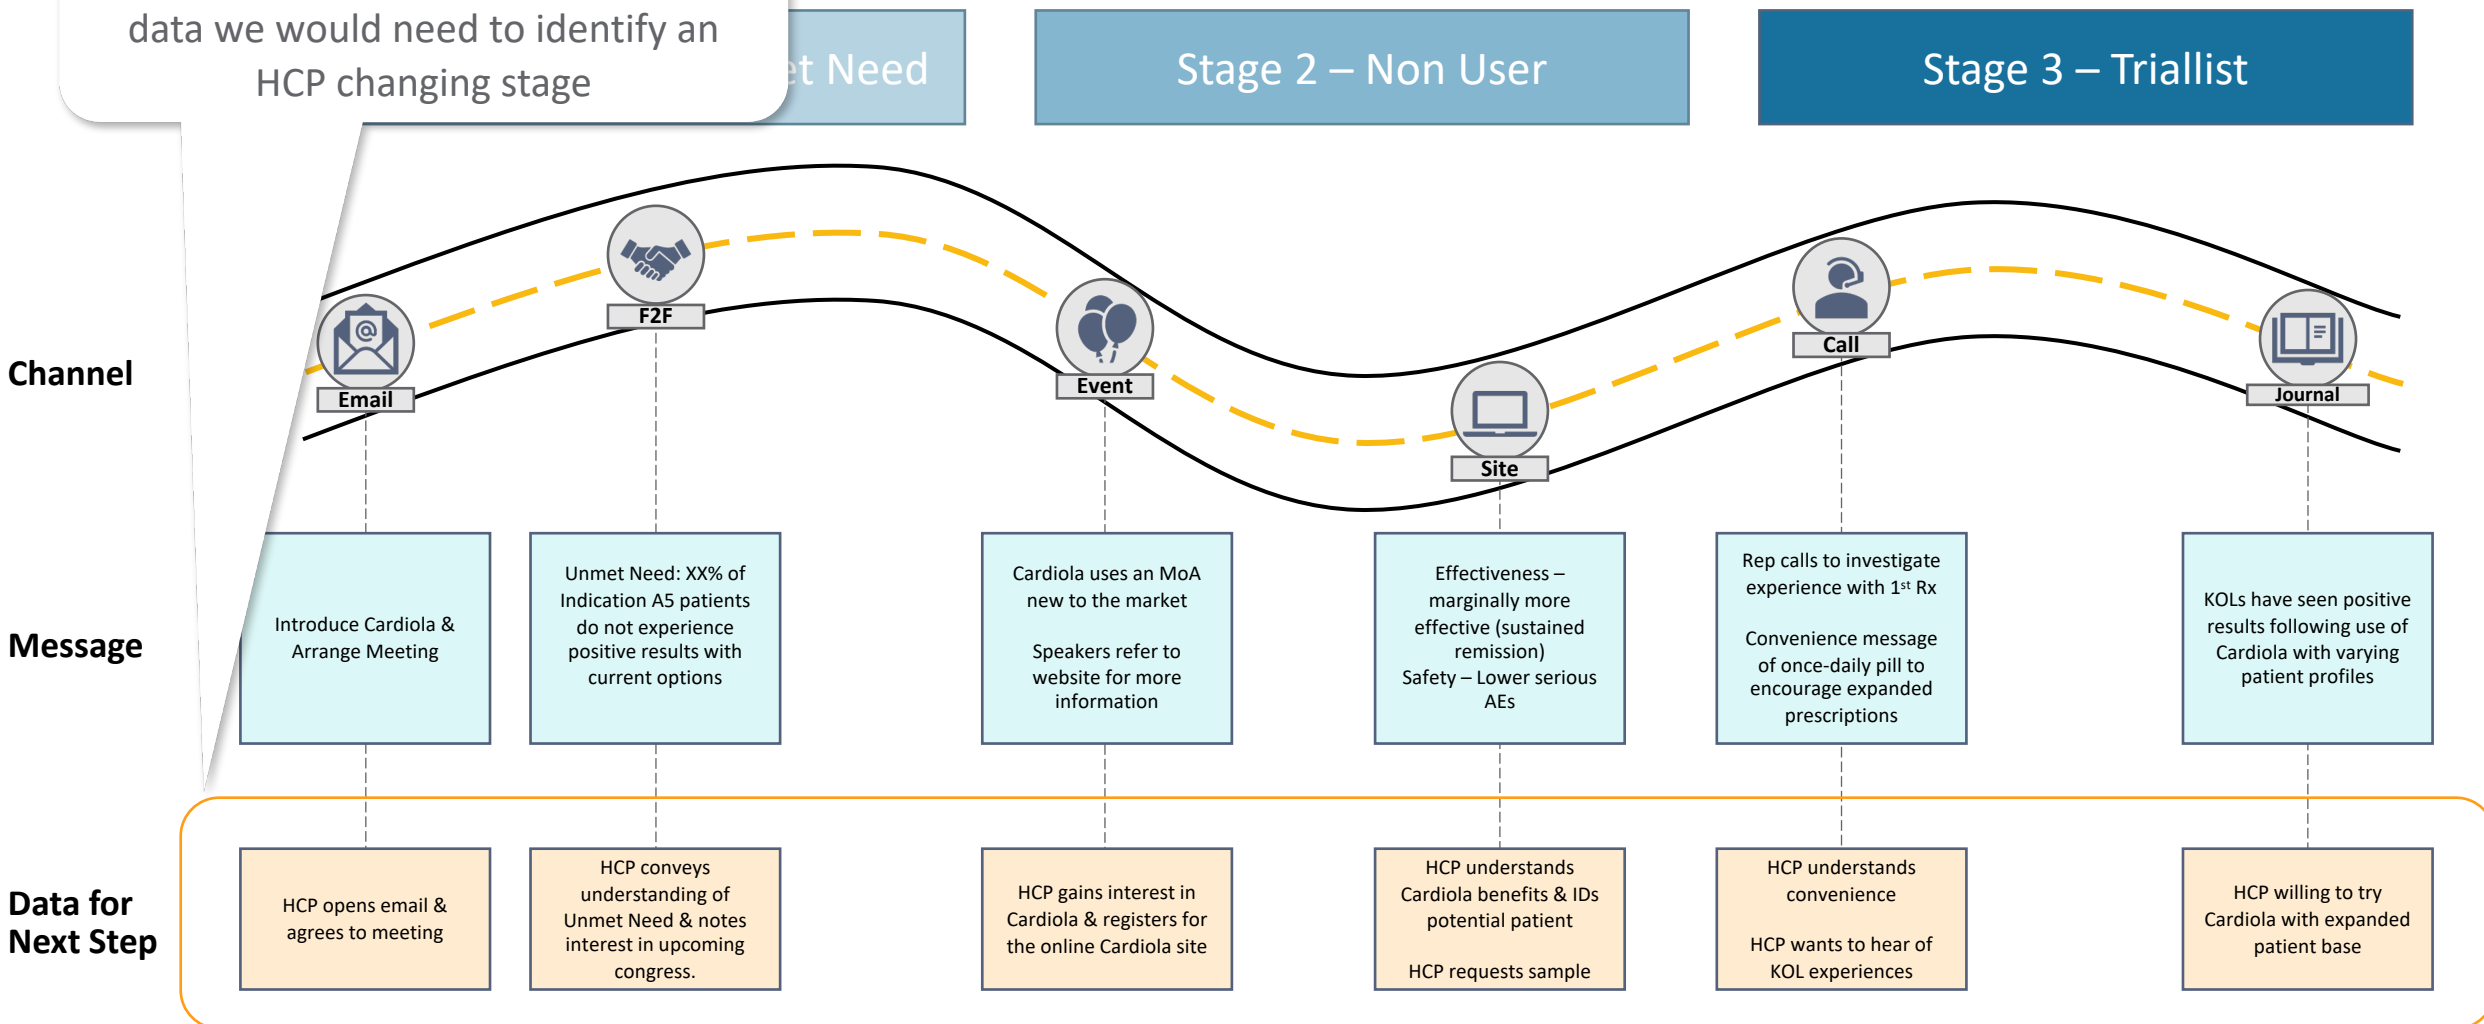 data we would need to identify an
HCP changing stage
et Need
Stage 2 – Non User
Stage 3 – Triallist
Channel
Email
F2F
Event
Site
Call
Journal
Message
Introduce Cardiola &
Arrange Meeting
Unmet Need: XX% of
Indication A5 patients
do not experience
positive results with
current options
Cardiola uses an MoA
new to the market
Speakers refer to
website for more
information
Effectiveness –
marginally more
effective (sustained
remission)
Safety – Lower serious
AEs
Rep calls to investigate
experience with 1st Rx
Convenience message
of once-daily pill to
encourage expanded
prescriptions
KOLs have seen positive
results following use of
Cardiola with varying
patient profiles
Data for
Next Step
HCP opens email &
agrees to meeting
HCP conveys
understanding of
Unmet Need & notes
interest in upcoming
congress.
HCP gains interest in
Cardiola & registers for
the online Cardiola site
HCP understands
Cardiola benefits & IDs
potential patient
HCP requests sample
HCP understands
convenience
HCP wants to hear of
KOL experiences
HCP willing to try
Cardiola with expanded
patient base